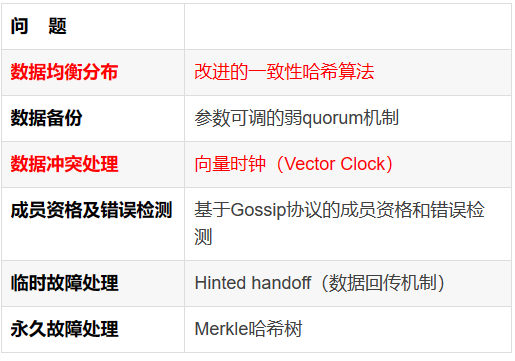 问 题
数据均衡分布 改进的一致性哈希算法
数据备份 参数可调的弱quorum机制
数据冲突处理 向量时钟（Vector Clock）
成员资格及错误检测 基于Gossip协议的成员资格和错误检
测
临时故障处理 Hinted handoff（数据回传机制）
永久故障处理 Merkle哈希树